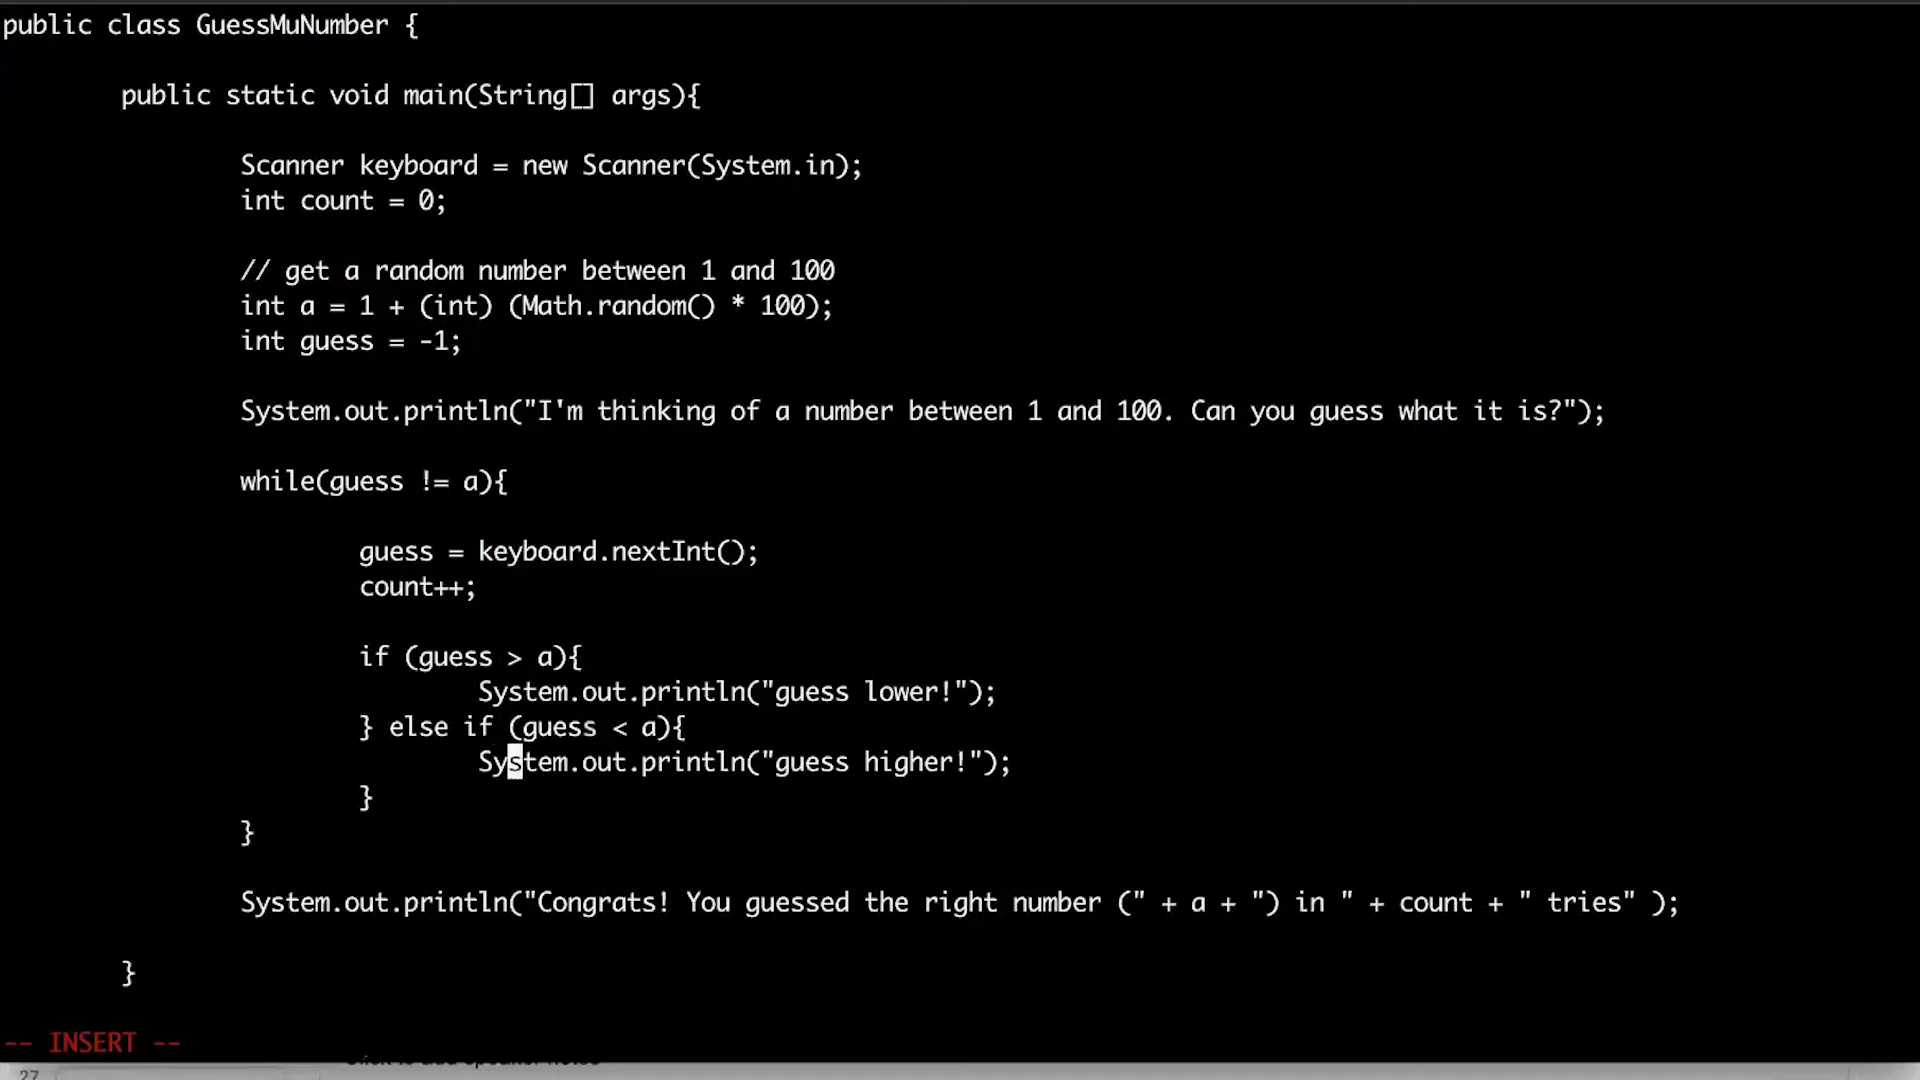 public class GuessMuNumber {
public static void main(String[] args){
Scanner keyboard = new Scanner(System.in);
int count = 0;
// get a random number between 1 and 100
int a = 1 + (int) (Math.random() * 100);
int guess = -1;
System.out.println("I'm thinking of a number between 1 and 100. Can you guess what it is?");
while(guess != a){
guess = keyboard.nextInt();
count++;
if (guess > a){
System.out.println("guess lower!");
} else if (guess < a){
System.out.println("guess higher!");
}
}
System.out.println("Congrats! You guessed the right number (" + a + ") in " + count + " tries" );
}
-- INSERT --
27